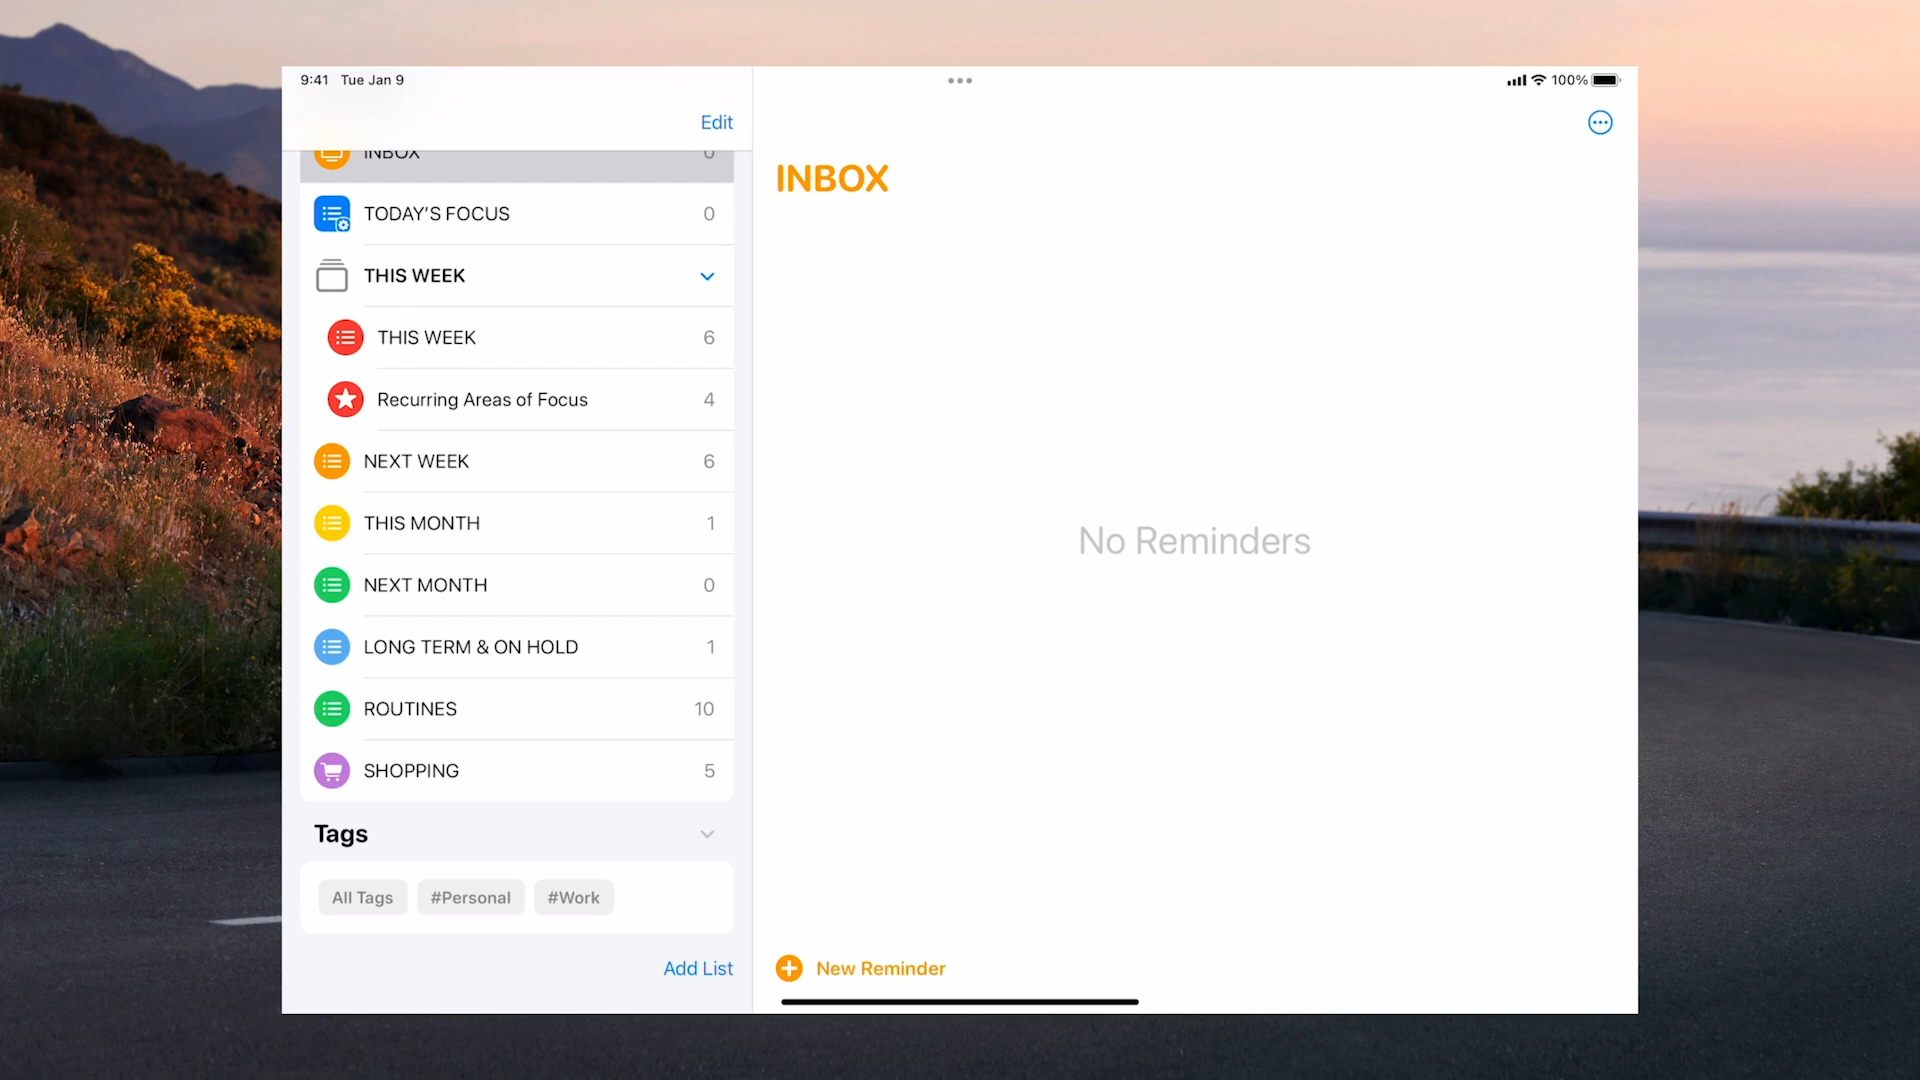 9:41 Tue Jan 9
100%
Edit
INBOX 0
TODAY'S FOCUS 0
THIS WEEK
THIS WEEK 6
Recurring Areas of Focus 4
NEXT WEEK 6
THIS MONTH 1
NEXT MONTH 0
LONG TERM & ON HOLD 1
ROUTINES 10
SHOPPING 5
Tags
All Tags #Personal #Work
Add List
INBOX
No Reminders
New Reminder